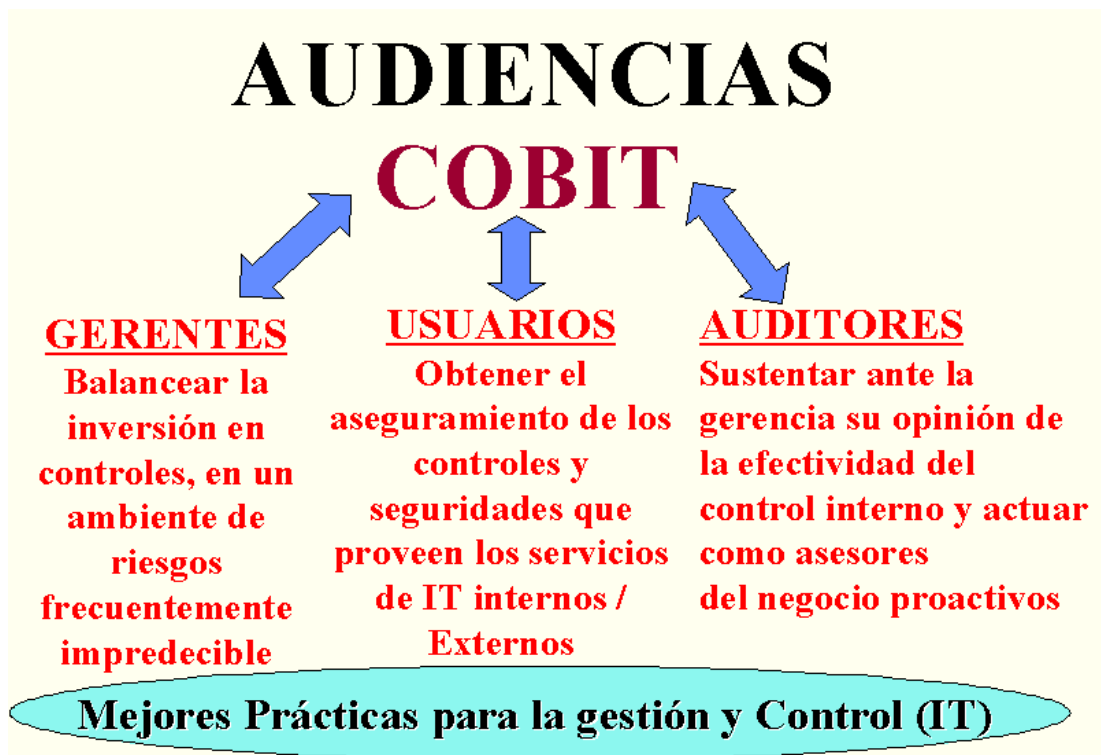 AUDIENCIAS
COBIT
GERENTES
Balancear la
inversión en
controles, en un
ambiente de
riesgos
frecuentemente
impredecible
USUARIOS
Obtener el
aseguramiento de los
controles y
seguridades que
proveen los servicios
de IT internos /
Externos
AUDITORES
Sustentar ante la
gerencia su opinión de
la efectividad del
control interno y actuar
como asesores
del negocio proactivos
Mejores Prácticas para la gestión y Control (IT)